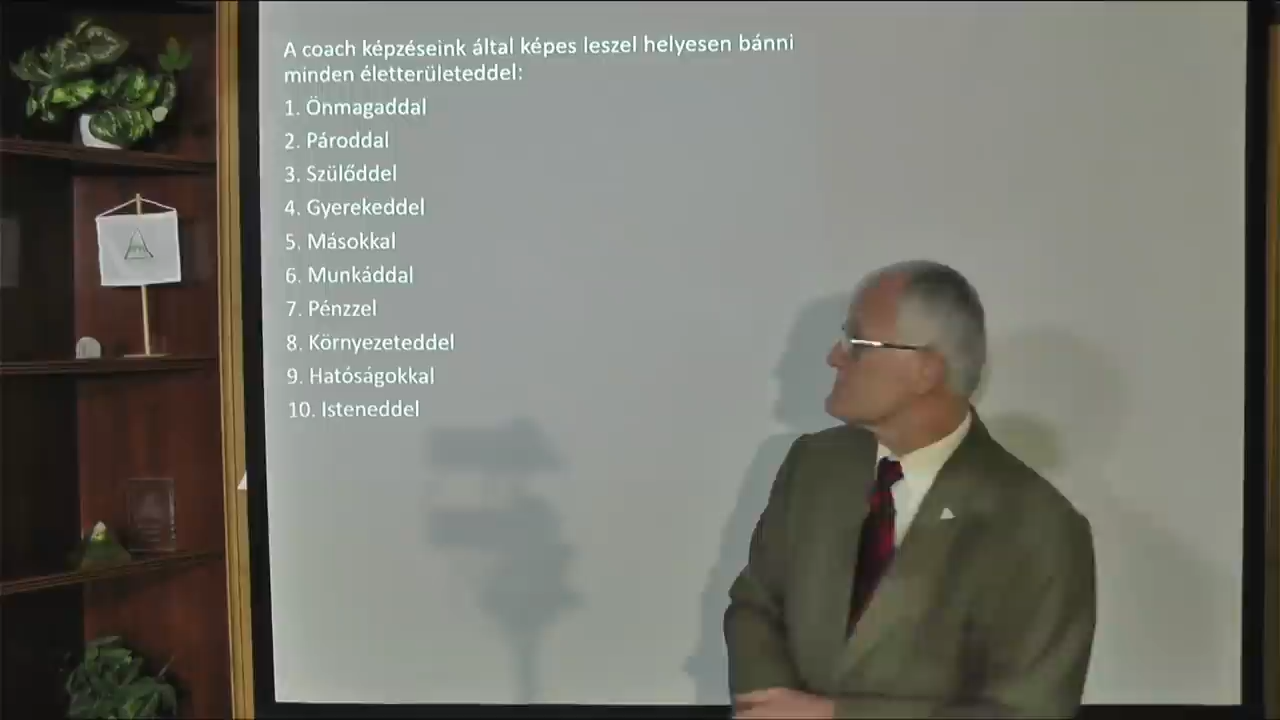 A coach képzéseink által képes leszel helyesen bánni
minden életterületeddel:
1. Önmagaddal
2. Pároddal
3. Szülőddel
4. Gyerekeddel
5. Másokkal
6. Munkáddal
7. Pénzzel
8. Környezeteddel
9. Hatóságokkal
10. Isteneddel